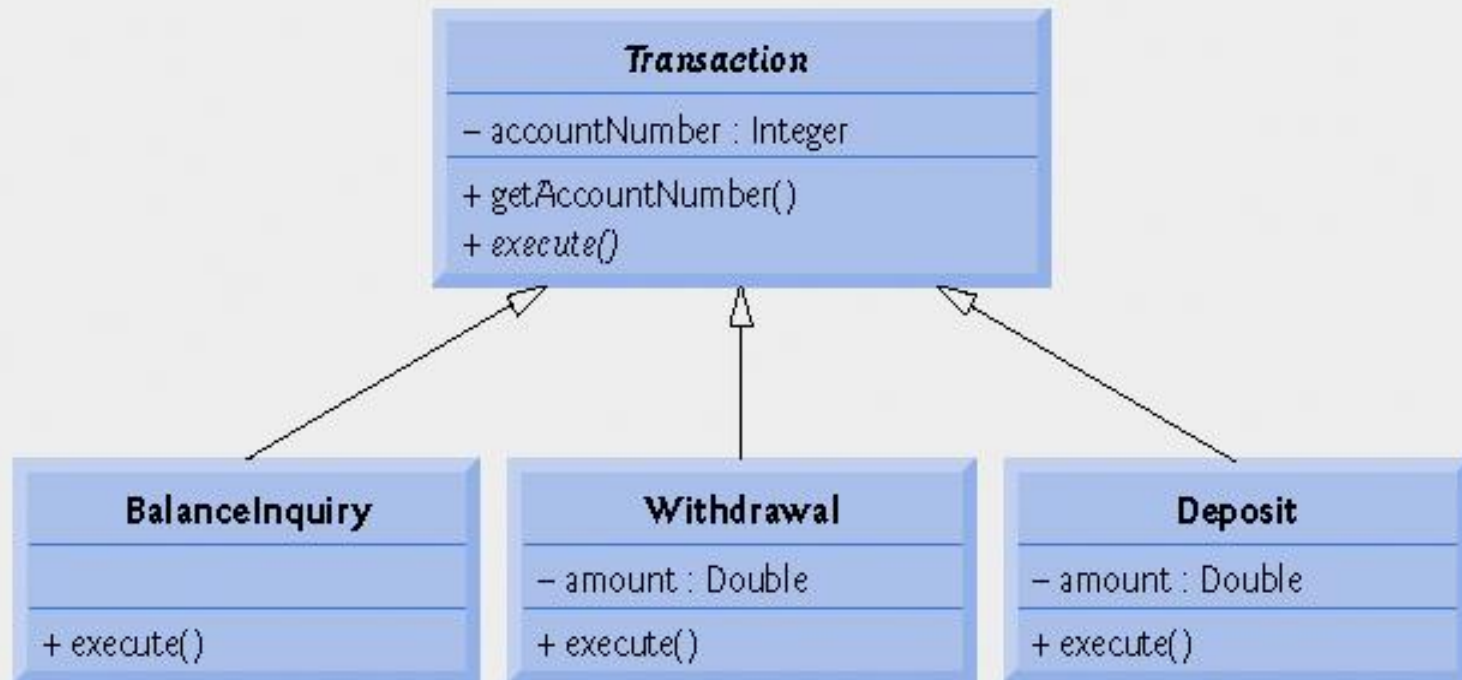 Transaction
– accountNumber : Integer
+ getAccountNumber()
+ execute()
BalanceInquiry
+ execute()
Withdrawal
– amount : Double
+ execute()
Deposit
– amount : Double
+ execute()